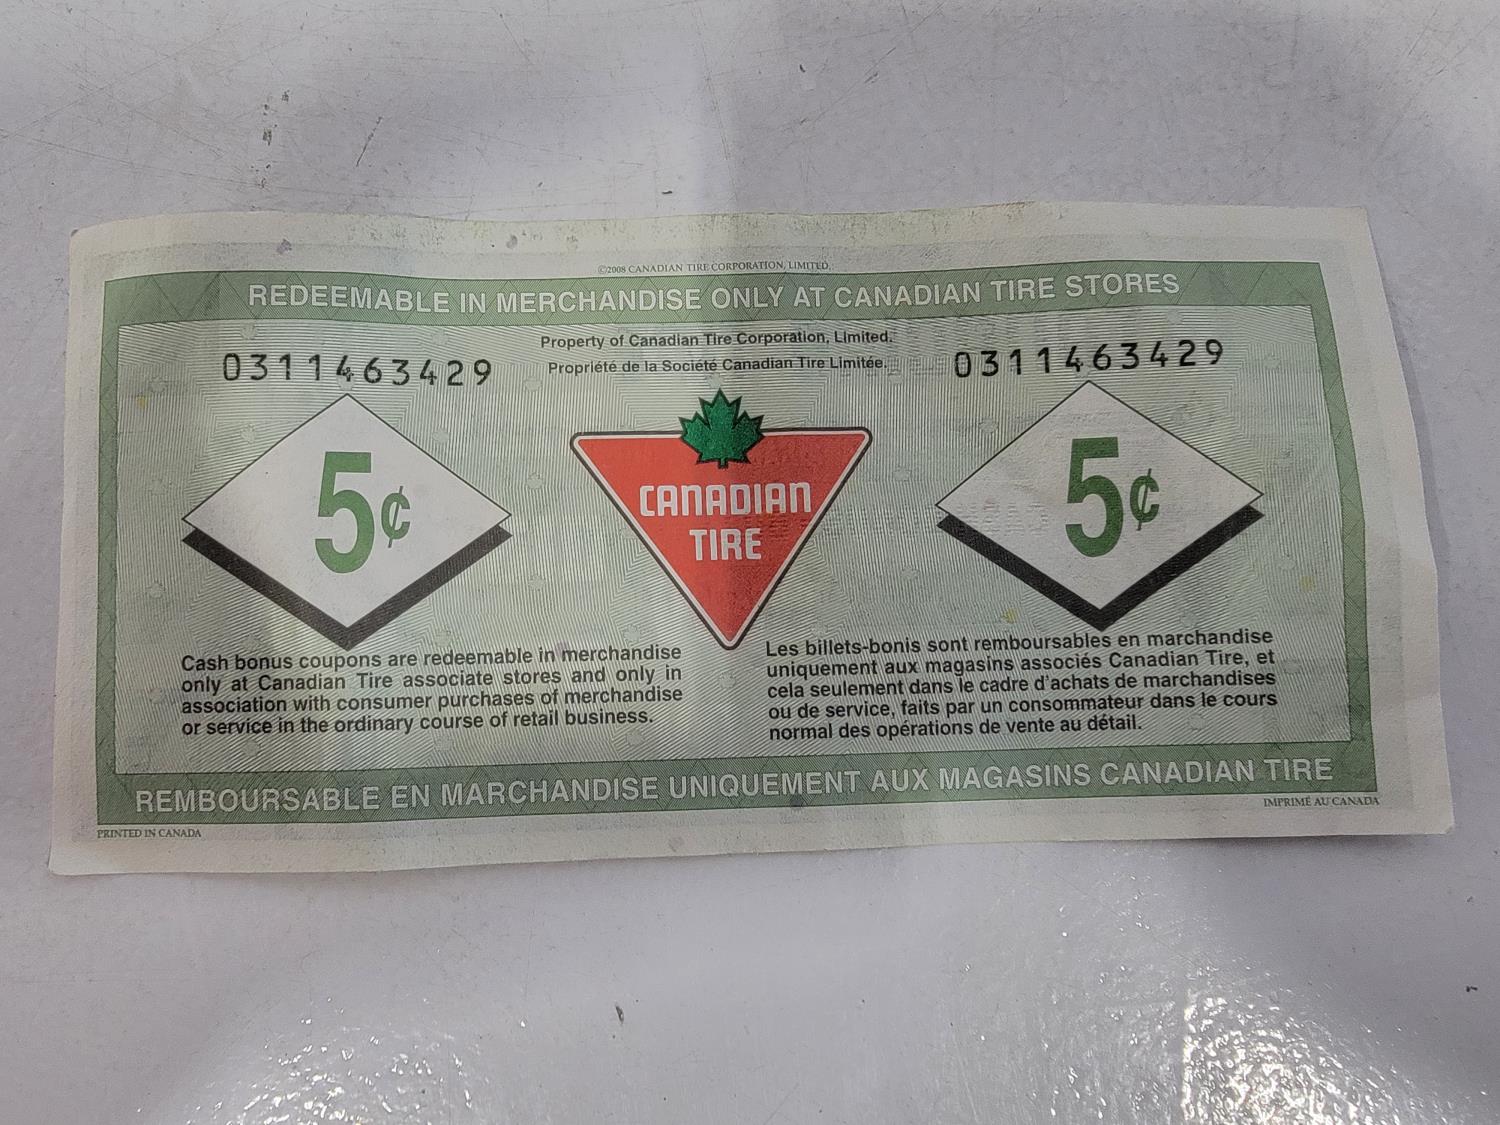 ©2008 CANADIAN TIRE CORPORATION, LIMITED.
REDEEMABLE IN MERCHANDISE ONLY AT CANADIAN TIRE STORES
Property of Canadian Tire Corporation, Limited.
Propriété de la Société Canadian Tire Limitée.
0311463429
0311463429
5¢
CANADIAN
TIRE
5¢
Cash bonus coupons are redeemable in merchandise
only at Canadian Tire associate stores and only in
association with consumer purchases of merchandise
or service in the ordinary course of retail business.
Les billets-bonis sont remboursables en marchandise
uniquement aux magasins associés Canadian Tire, et
cela seulement dans le cadre d'achats de marchandises
ou de service, faits par un consommateur dans le cours
normal des opérations de vente au détail.
REMBOURSABLE EN MARCHANDISE UNIQUEMENT AUX MAGASINS CANADIAN TIRE
PRINTED IN CANADA
IMPRIMÉ AU CANADA